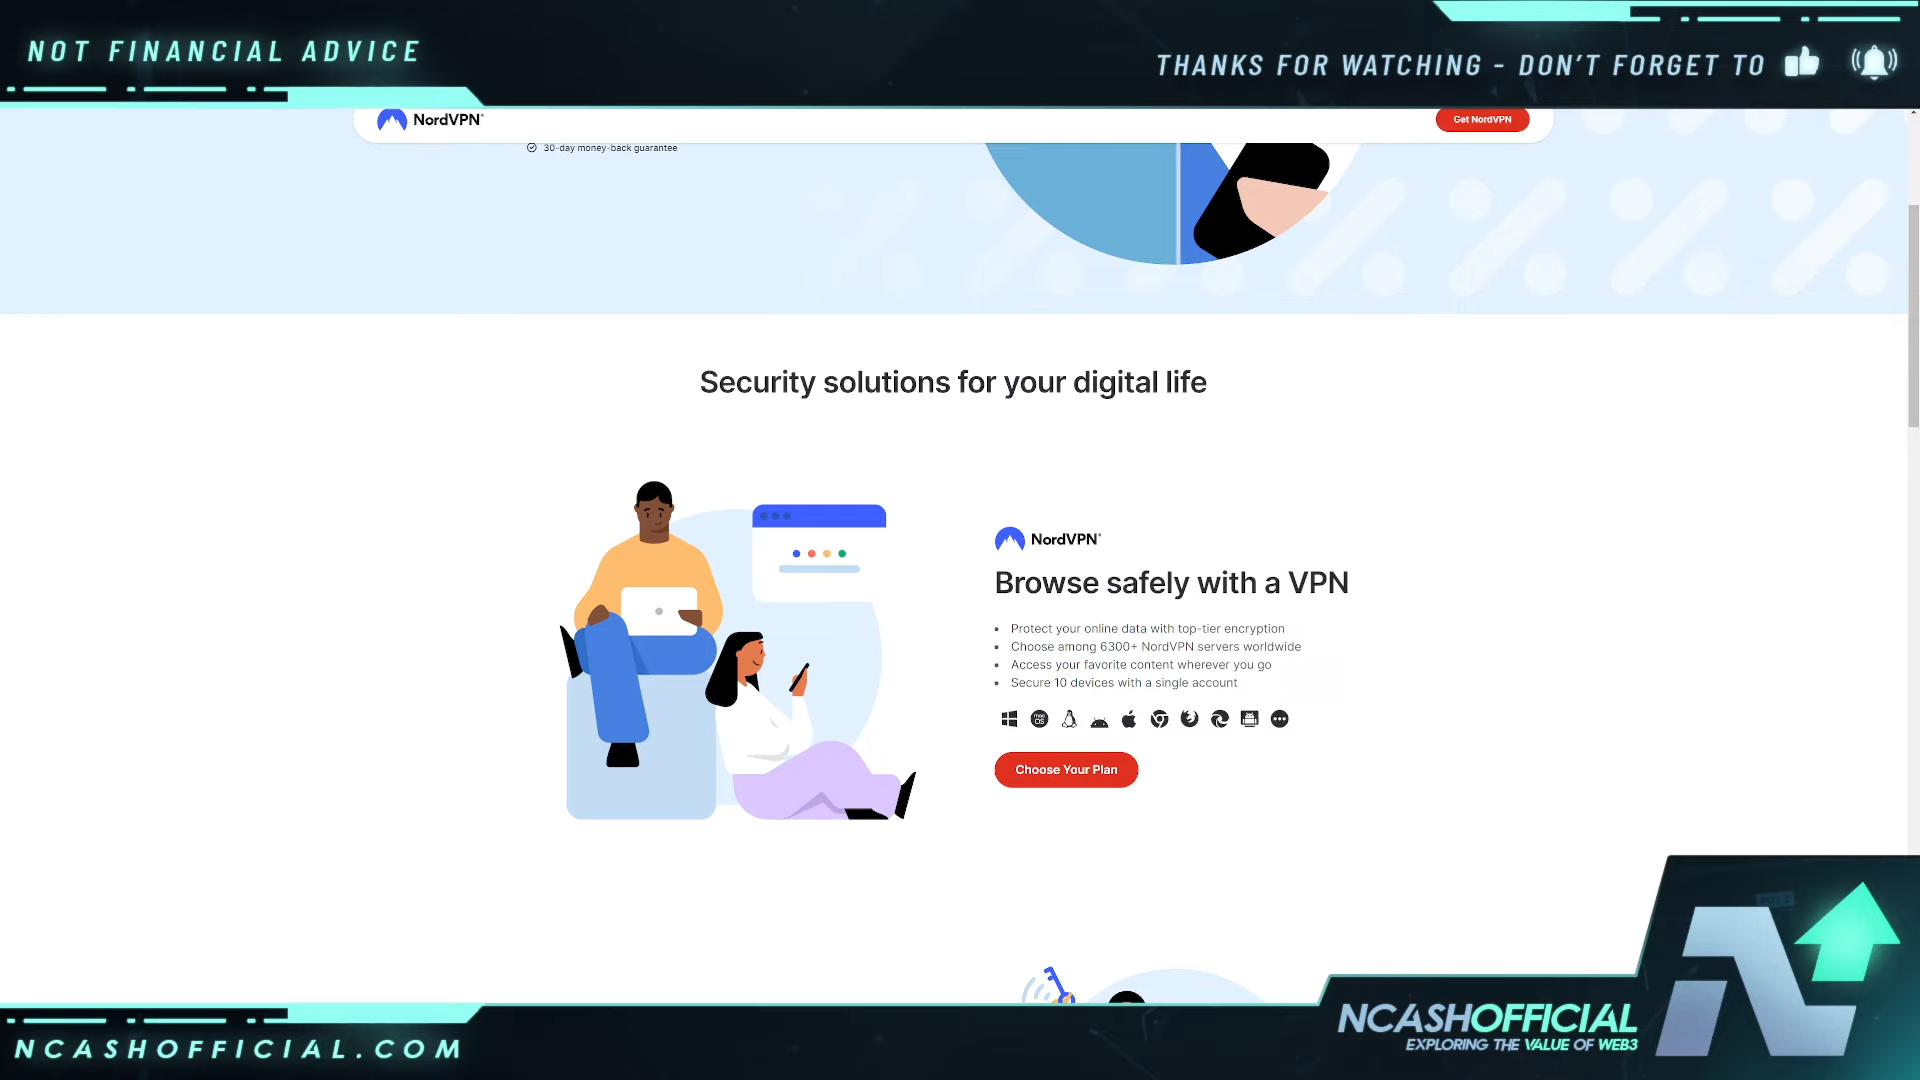 NOT FINANCIAL ADVICE
THANKS FOR WATCHING - DON'T FORGET TO
NordVPN®
Get NordVPN
30-day money-back guarantee
Security solutions for your digital life
NordVPN®
Browse safely with a VPN
• Protect your online data with top-tier encryption
• Choose among 6300+ NordVPN servers worldwide
• Access your favorite content wherever you go
• Secure 10 devices with a single account
mac OS
Choose Your Plan
NCASHOFFICIAL
EXPLORING THE VALUE OF WEB3
NCASHOFFICIAL.COM